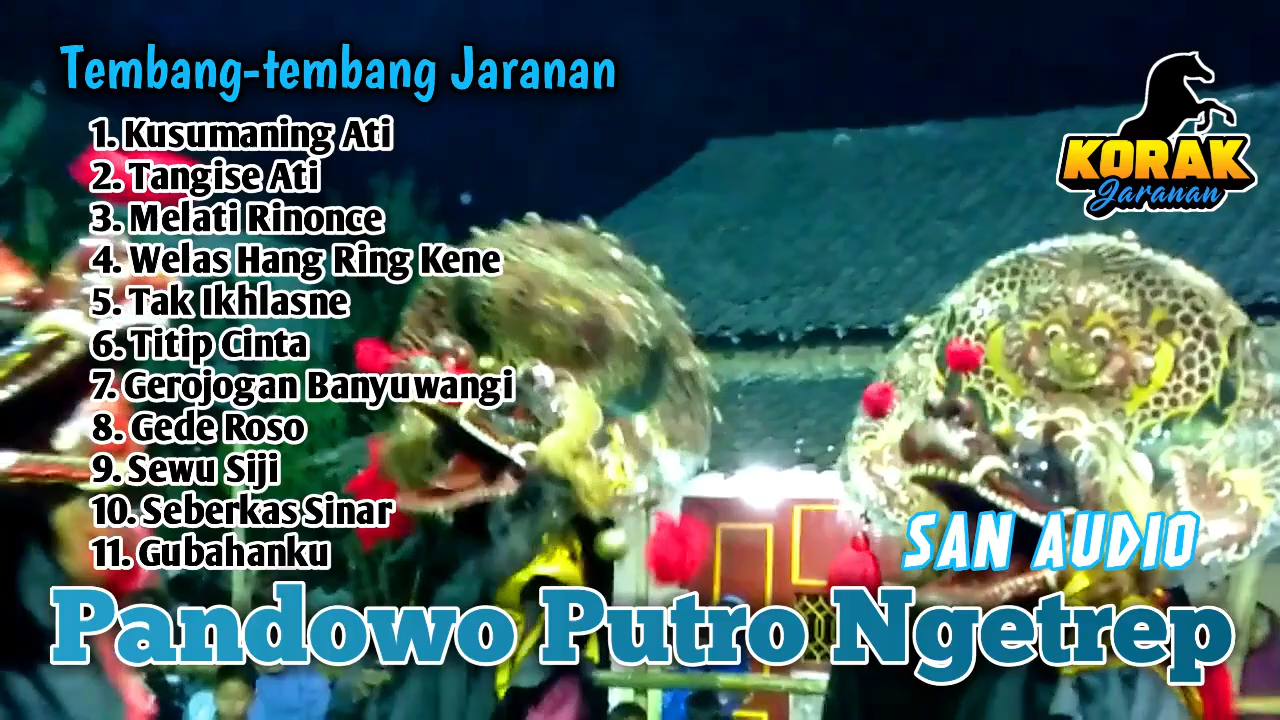 Tembang-tembang Jaranan
1. Kusumaning Ati
2. Tangise Ati
3. Melati Rinonce
4. Welas Hang Ring Kene
5. Tak Ikhlasne
6. Titip Cinta
7. Gerojogan Banyuwangi
8. Gede Roso
9. Sewu Siji
10. Seberkas Sinar
11. Gubahanku
KORAK
Jaranan
SAN AUDIO
Pandowo Putro Ngetrep